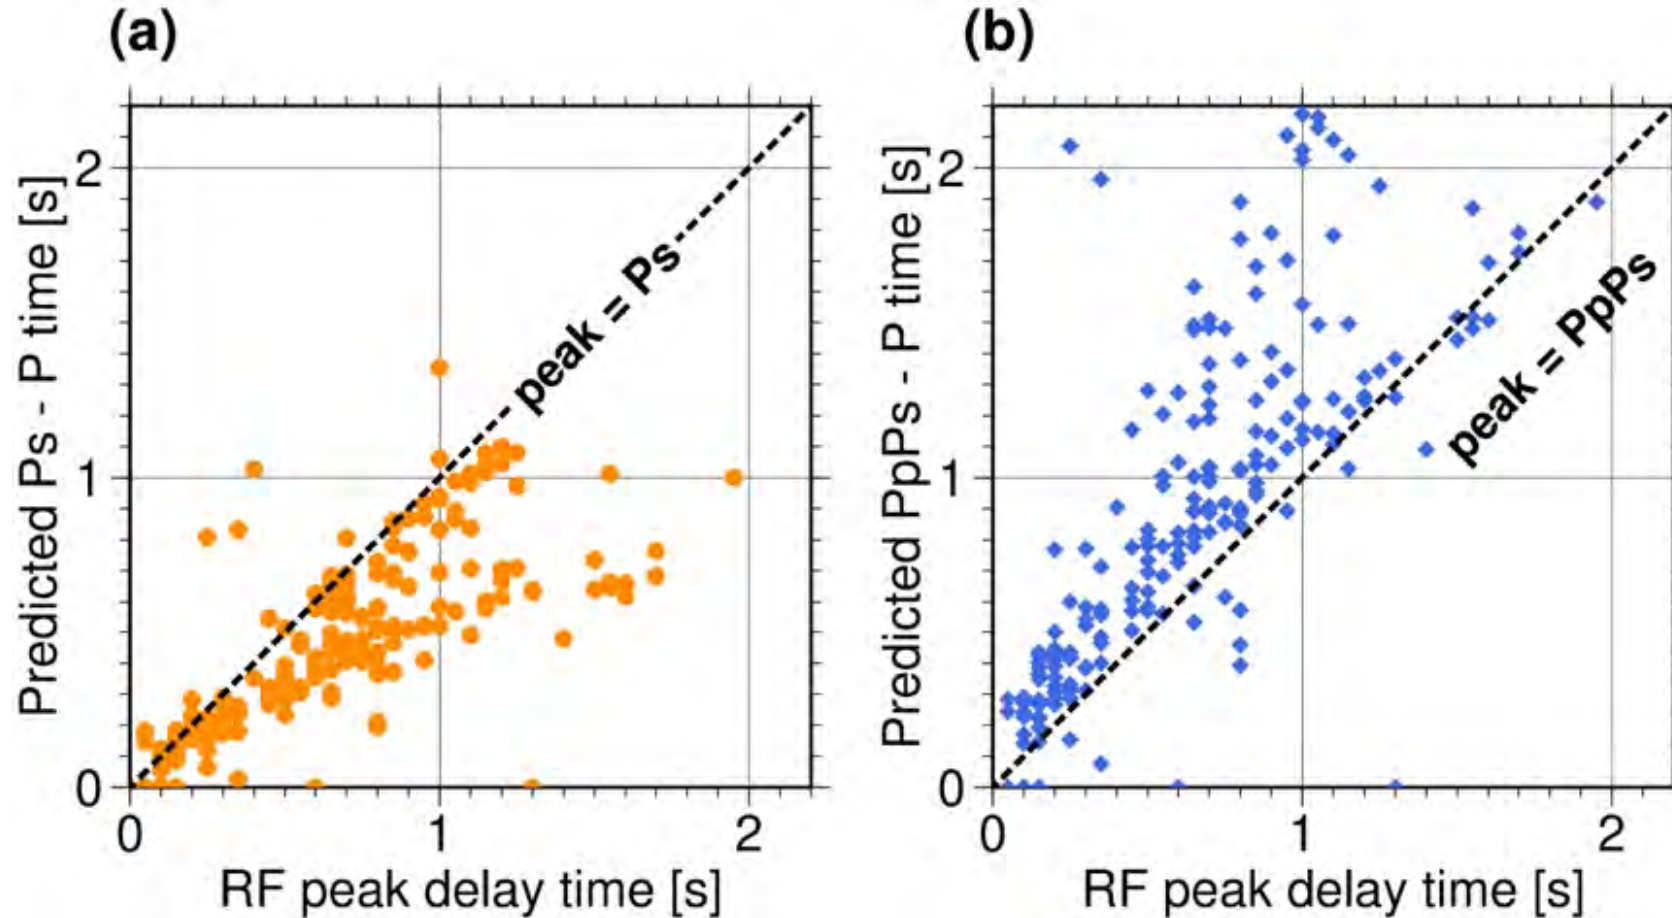 (a)
Predicted Ps - P time [s]
2
1
0
peak = Ps
0 1 2
RF peak delay time [s]
(b)
Predicted PpPs - P time [s]
2
1
0
peak = PpPs
0 1 2
RF peak delay time [s]